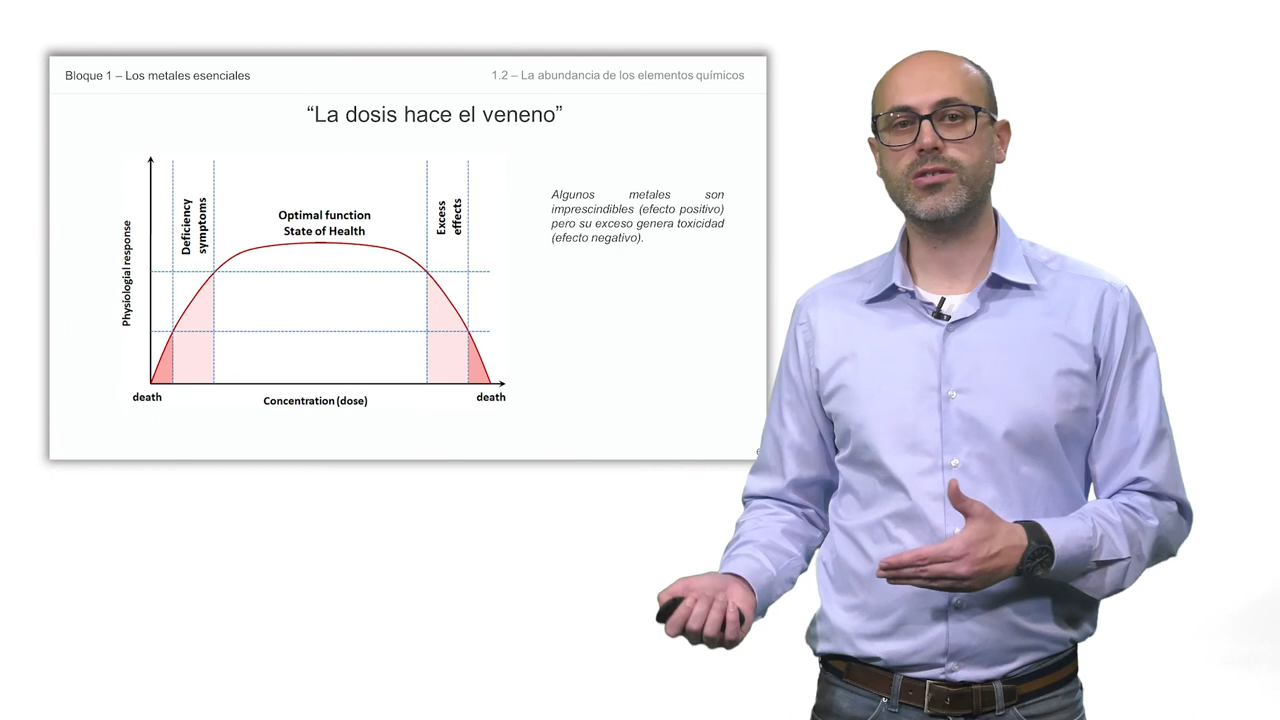 Bloque 1 – Los metales esenciales
1.2 – La abundancia de los elementos químicos
“La dosis hace el veneno”
Physiologial response
Deficiency
symptoms
Optimal function
State of Health
Excess
effects
death
Concentration (dose)
death
Algunos metales son
imprescindibles (efecto positivo)
pero su exceso genera toxicidad
(efecto negativo).